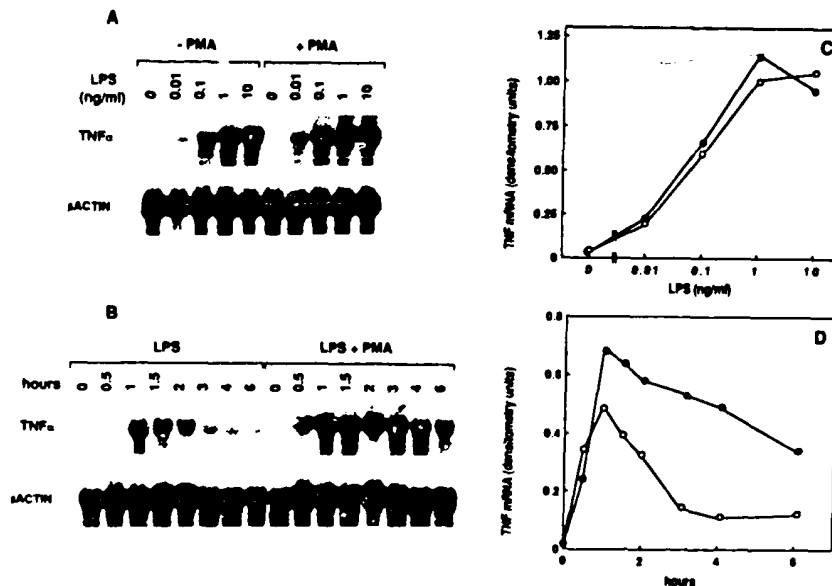 A
- PMA
+ PMA
LPS
(ng/ml)
0 0.01 0.1 1 10 0 0.01 0.1 1 10
TNFα
ACTIN
B
LPS
LPS + PMA
hours
0 0.5 1 1.5 2 3 4 6 0 0.5 1 1.5 2 3 4 6
TNFα
ACTIN
C
TNF mRNA (densitometry units)
1.25
1.00
0.75
0.50
0.25
0
0 0.01 0.1 1 10
LPS (ng/ml)
D
TNF mRNA (densitometry units)
0.8
0.6
0.4
0.2
0.0
0 2 4 6
hours